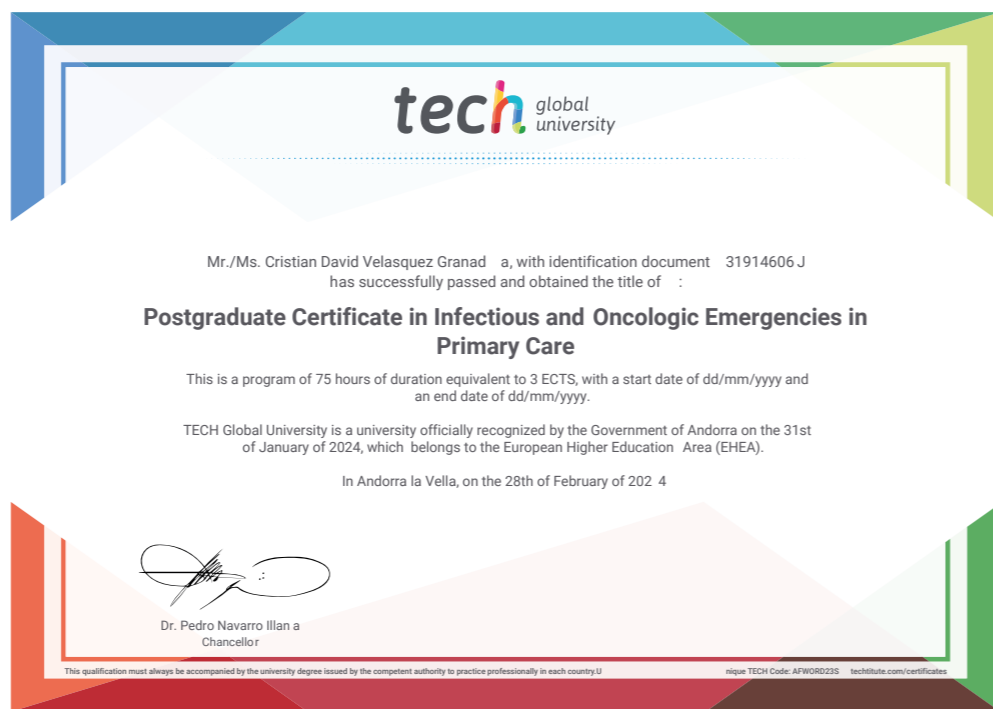 tech global
university
Mr./Ms. Cristian David Velasquez Granad a, with identification document 31914606 J
has successfully passed and obtained the title of :
Postgraduate Certificate in Infectious and Oncologic Emergencies in
Primary Care
This is a program of 75 hours of duration equivalent to 3 ECTS, with a start date of dd/mm/yyyy and
an end date of dd/mm/yyyy.
TECH Global University is a university officially recognized by the Government of Andorra on the 31st
of January of 2024, which belongs to the European Higher Education Area (EHEA).
In Andorra la Vella, on the 28th of February of 202 4
Dr. Pedro Navarro Illan a
Chancellor
This qualification must always be accompanied by the university degree issued by the competent authority to practice professionally in each country.U nique TECH Code: AFWORD23S techtitute.com/certificates